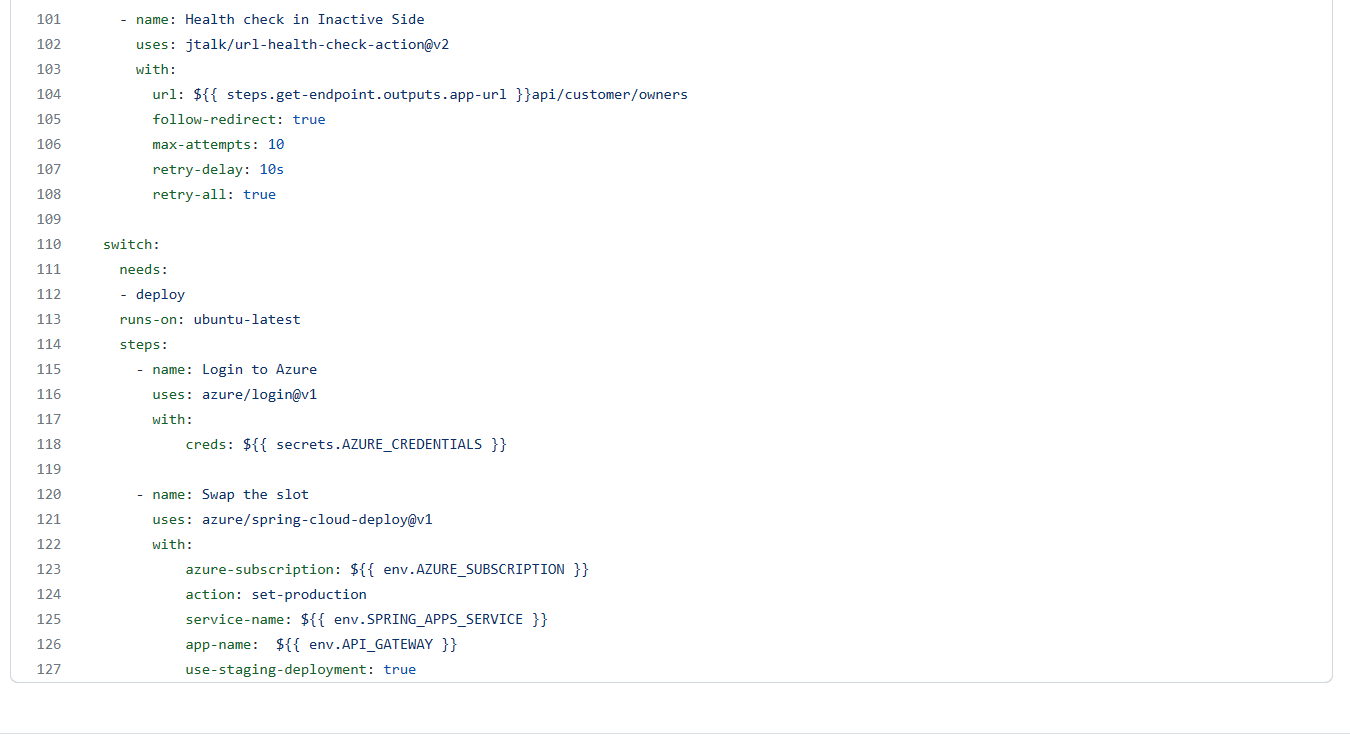 101 - name: Health check in Inactive Side
102 uses: jtalk/url-health-check-action@v2
103 with:
104 url: ${{ steps.get-endpoint.outputs.app-url }}api/customer/owners
105 follow-redirect: true
106 max-attempts: 10
107 retry-delay: 10s
108 retry-all: true
109
110 switch:
111 needs:
112 - deploy
113 runs-on: ubuntu-latest
114 steps:
115 - name: Login to Azure
116 uses: azure/login@v1
117 with:
118 creds: ${{ secrets.AZURE_CREDENTIALS }}
119
120 - name: Swap the slot
121 uses: azure/spring-cloud-deploy@v1
122 with:
123 azure-subscription: ${{ env.AZURE_SUBSCRIPTION }}
124 action: set-production
125 service-name: ${{ env.SPRING_APPS_SERVICE }}
126 app-name:  ${{ env.API_GATEWAY }}
127 use-staging-deployment: true